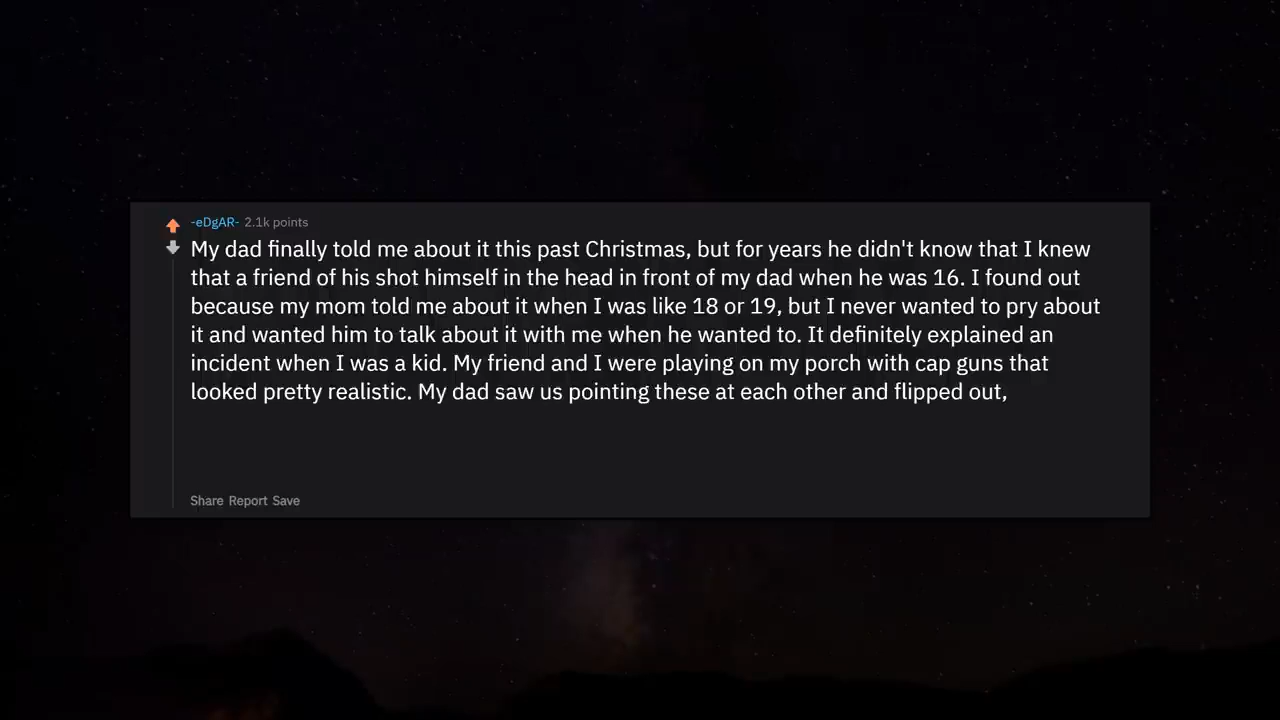 -eDgAR- 2.1k points
My dad finally told me about it this past Christmas, but for years he didn't know that I knew
that a friend of his shot himself in the head in front of my dad when he was 16. I found out
because my mom told me about it when I was like 18 or 19, but I never wanted to pry about
it and wanted him to talk about it with me when he wanted to. It definitely explained an
incident when I was a kid. My friend and I were playing on my porch with cap guns that
looked pretty realistic. My dad saw us pointing these at each other and flipped out,
Share Report Save